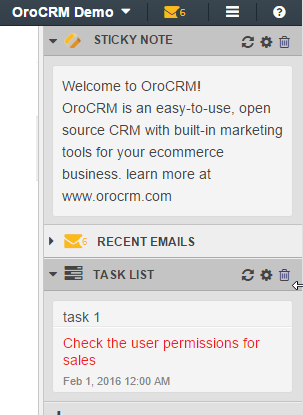 OroCRM Demo 6 ?
STICKY NOTE
Welcome to OroCRM!
OroCRM is an easy-to-use, open
source CRM with built-in marketing
tools for your ecommerce
business. learn more at
www.orocrm.com
6 RECENT EMAILS
TASK LIST
task 1
Check the user permissions for
sales
Feb 1, 2016 12:00 AM